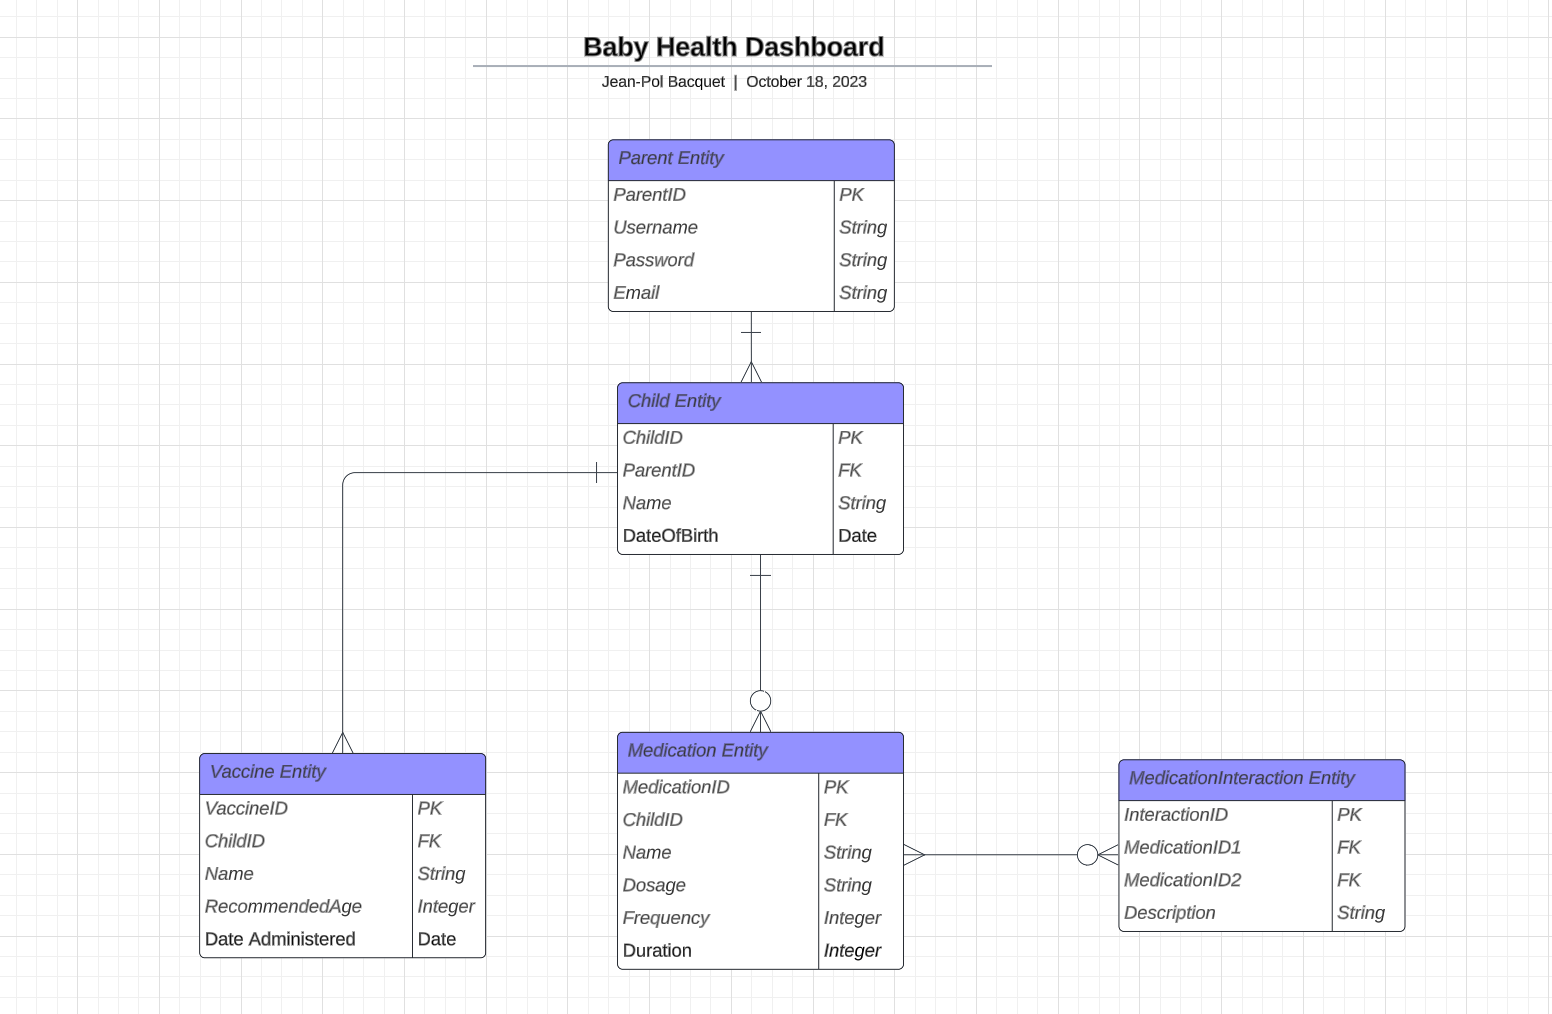 Baby Health Dashboard
Jean-Pol Bacquet | October 18, 2023
Parent Entity
ParentID PK
Username String
Password String
Email String
Child Entity
ChildID PK
ParentID FK
Name String
DateOfBirth Date
Vaccine Entity
VaccineID PK
ChildID FK
Name String
RecommendedAge Integer
Date Administered Date
Medication Entity
MedicationID PK
ChildID FK
Name String
Dosage String
Frequency Integer
Duration Integer
MedicationInteraction Entity
InteractionID PK
MedicationID1 FK
MedicationID2 FK
Description String